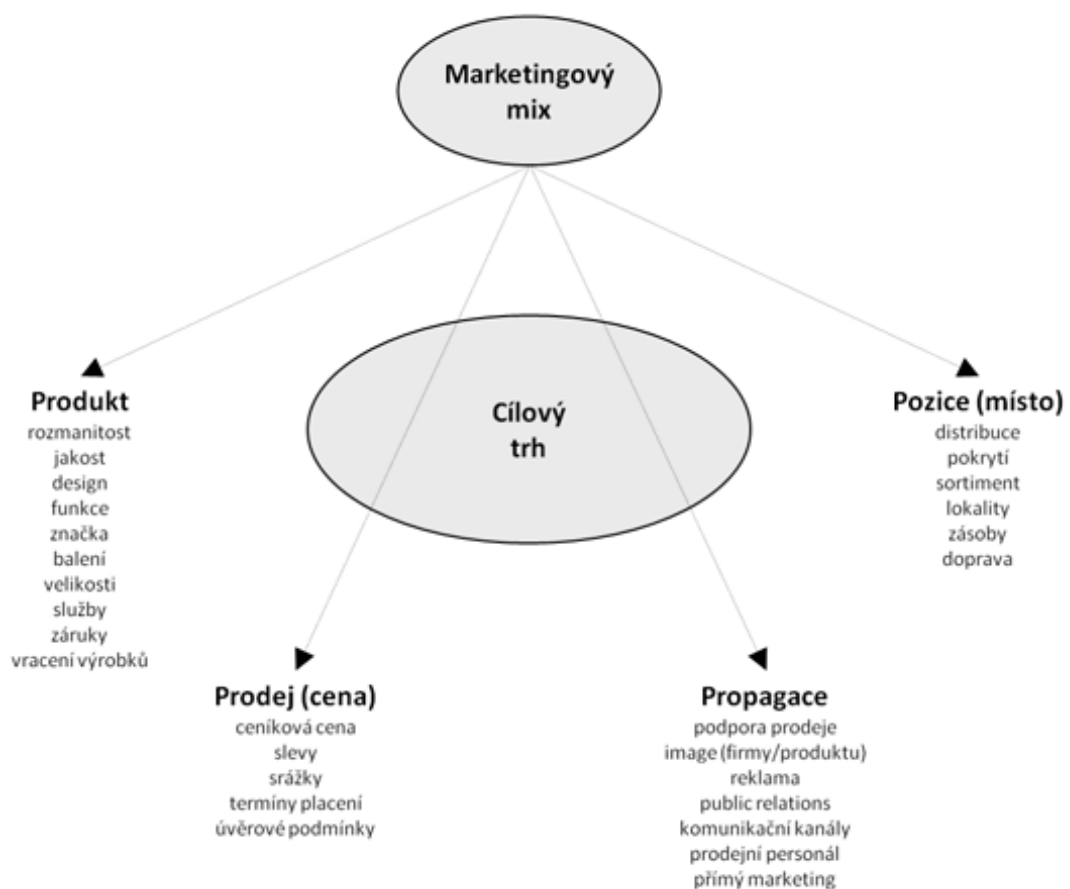 Marketingový
mix
Cílový
trh
Produkt
rozmanitost
jakost
design
funkce
značka
balení
velikosti
služby
záruky
vracení výrobků
Prodej (cena)
ceníková cena
slevy
srážky
termíny placení
úvěrové podmínky
Propagace
podpora prodeje
image (firmy/produktu)
reklama
public relations
komunikační kanály
prodejní personál
přímý marketing
Pozice (místo)
distribuce
pokrytí
sortiment
lokality
zásoby
doprava